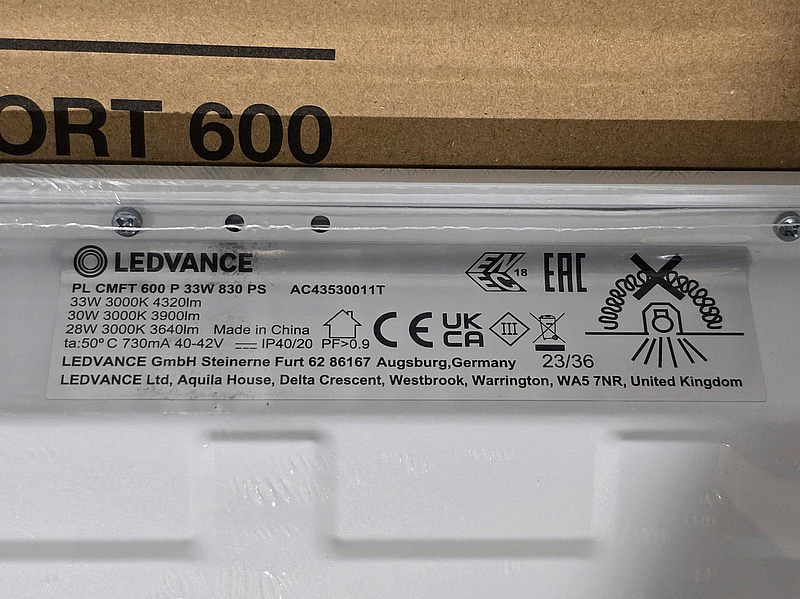 ORT 600
LEDVANCE
PL CMFT 600 P 33W 830 PS AC43530011T
33W 3000K 4320lm
30W 3000K 3900lm
28W 3000K 3640lm Made in China
ta:50°C 730mA 40-42V ⎓ IP40/20 PF>0.9
ENEC 18 EAC
CE UKCA III
LEDVANCE GmbH Steinerne Furt 62 86167 Augsburg,Germany 23/36
LEDVANCE Ltd, Aquila House, Delta Crescent, Westbrook, Warrington, WA5 7NR, United Kingdom